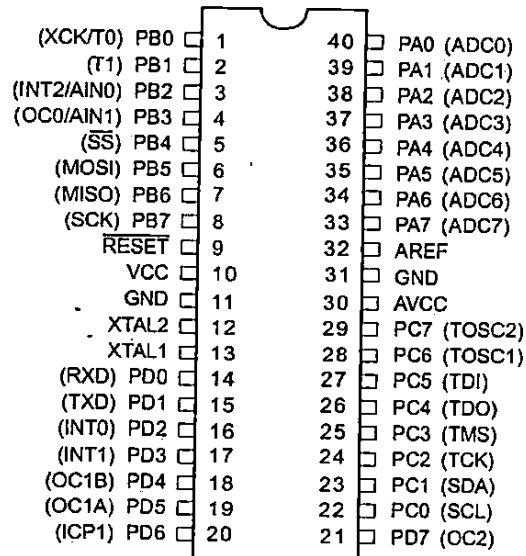 (XCK/T0) PB0 1 40 PA0 (ADC0)
(T1) PB1 2 39 PA1 (ADC1)
(INT2/AIN0) PB2 3 38 PA2 (ADC2)
(OC0/AIN1) PB3 4 37 PA3 (ADC3)
(SS) PB4 5 36 PA4 (ADC4)
(MOSI) PB5 6 35 PA5 (ADC5)
(MISO) PB6 7 34 PA6 (ADC6)
(SCK) PB7 8 33 PA7 (ADC7)
RESET 9 32 AREF
VCC 10 31 GND
GND 11 30 AVCC
XTAL2 12 29 PC7 (TOSC2)
XTAL1 13 28 PC6 (TOSC1)
(RXD) PD0 14 27 PC5 (TDI)
(TXD) PD1 15 26 PC4 (TDO)
(INT0) PD2 16 25 PC3 (TMS)
(INT1) PD3 17 24 PC2 (TCK)
(OC1B) PD4 18 23 PC1 (SDA)
(OC1A) PD5 19 22 PC0 (SCL)
(ICP1) PD6 20 21 PD7 (OC2)